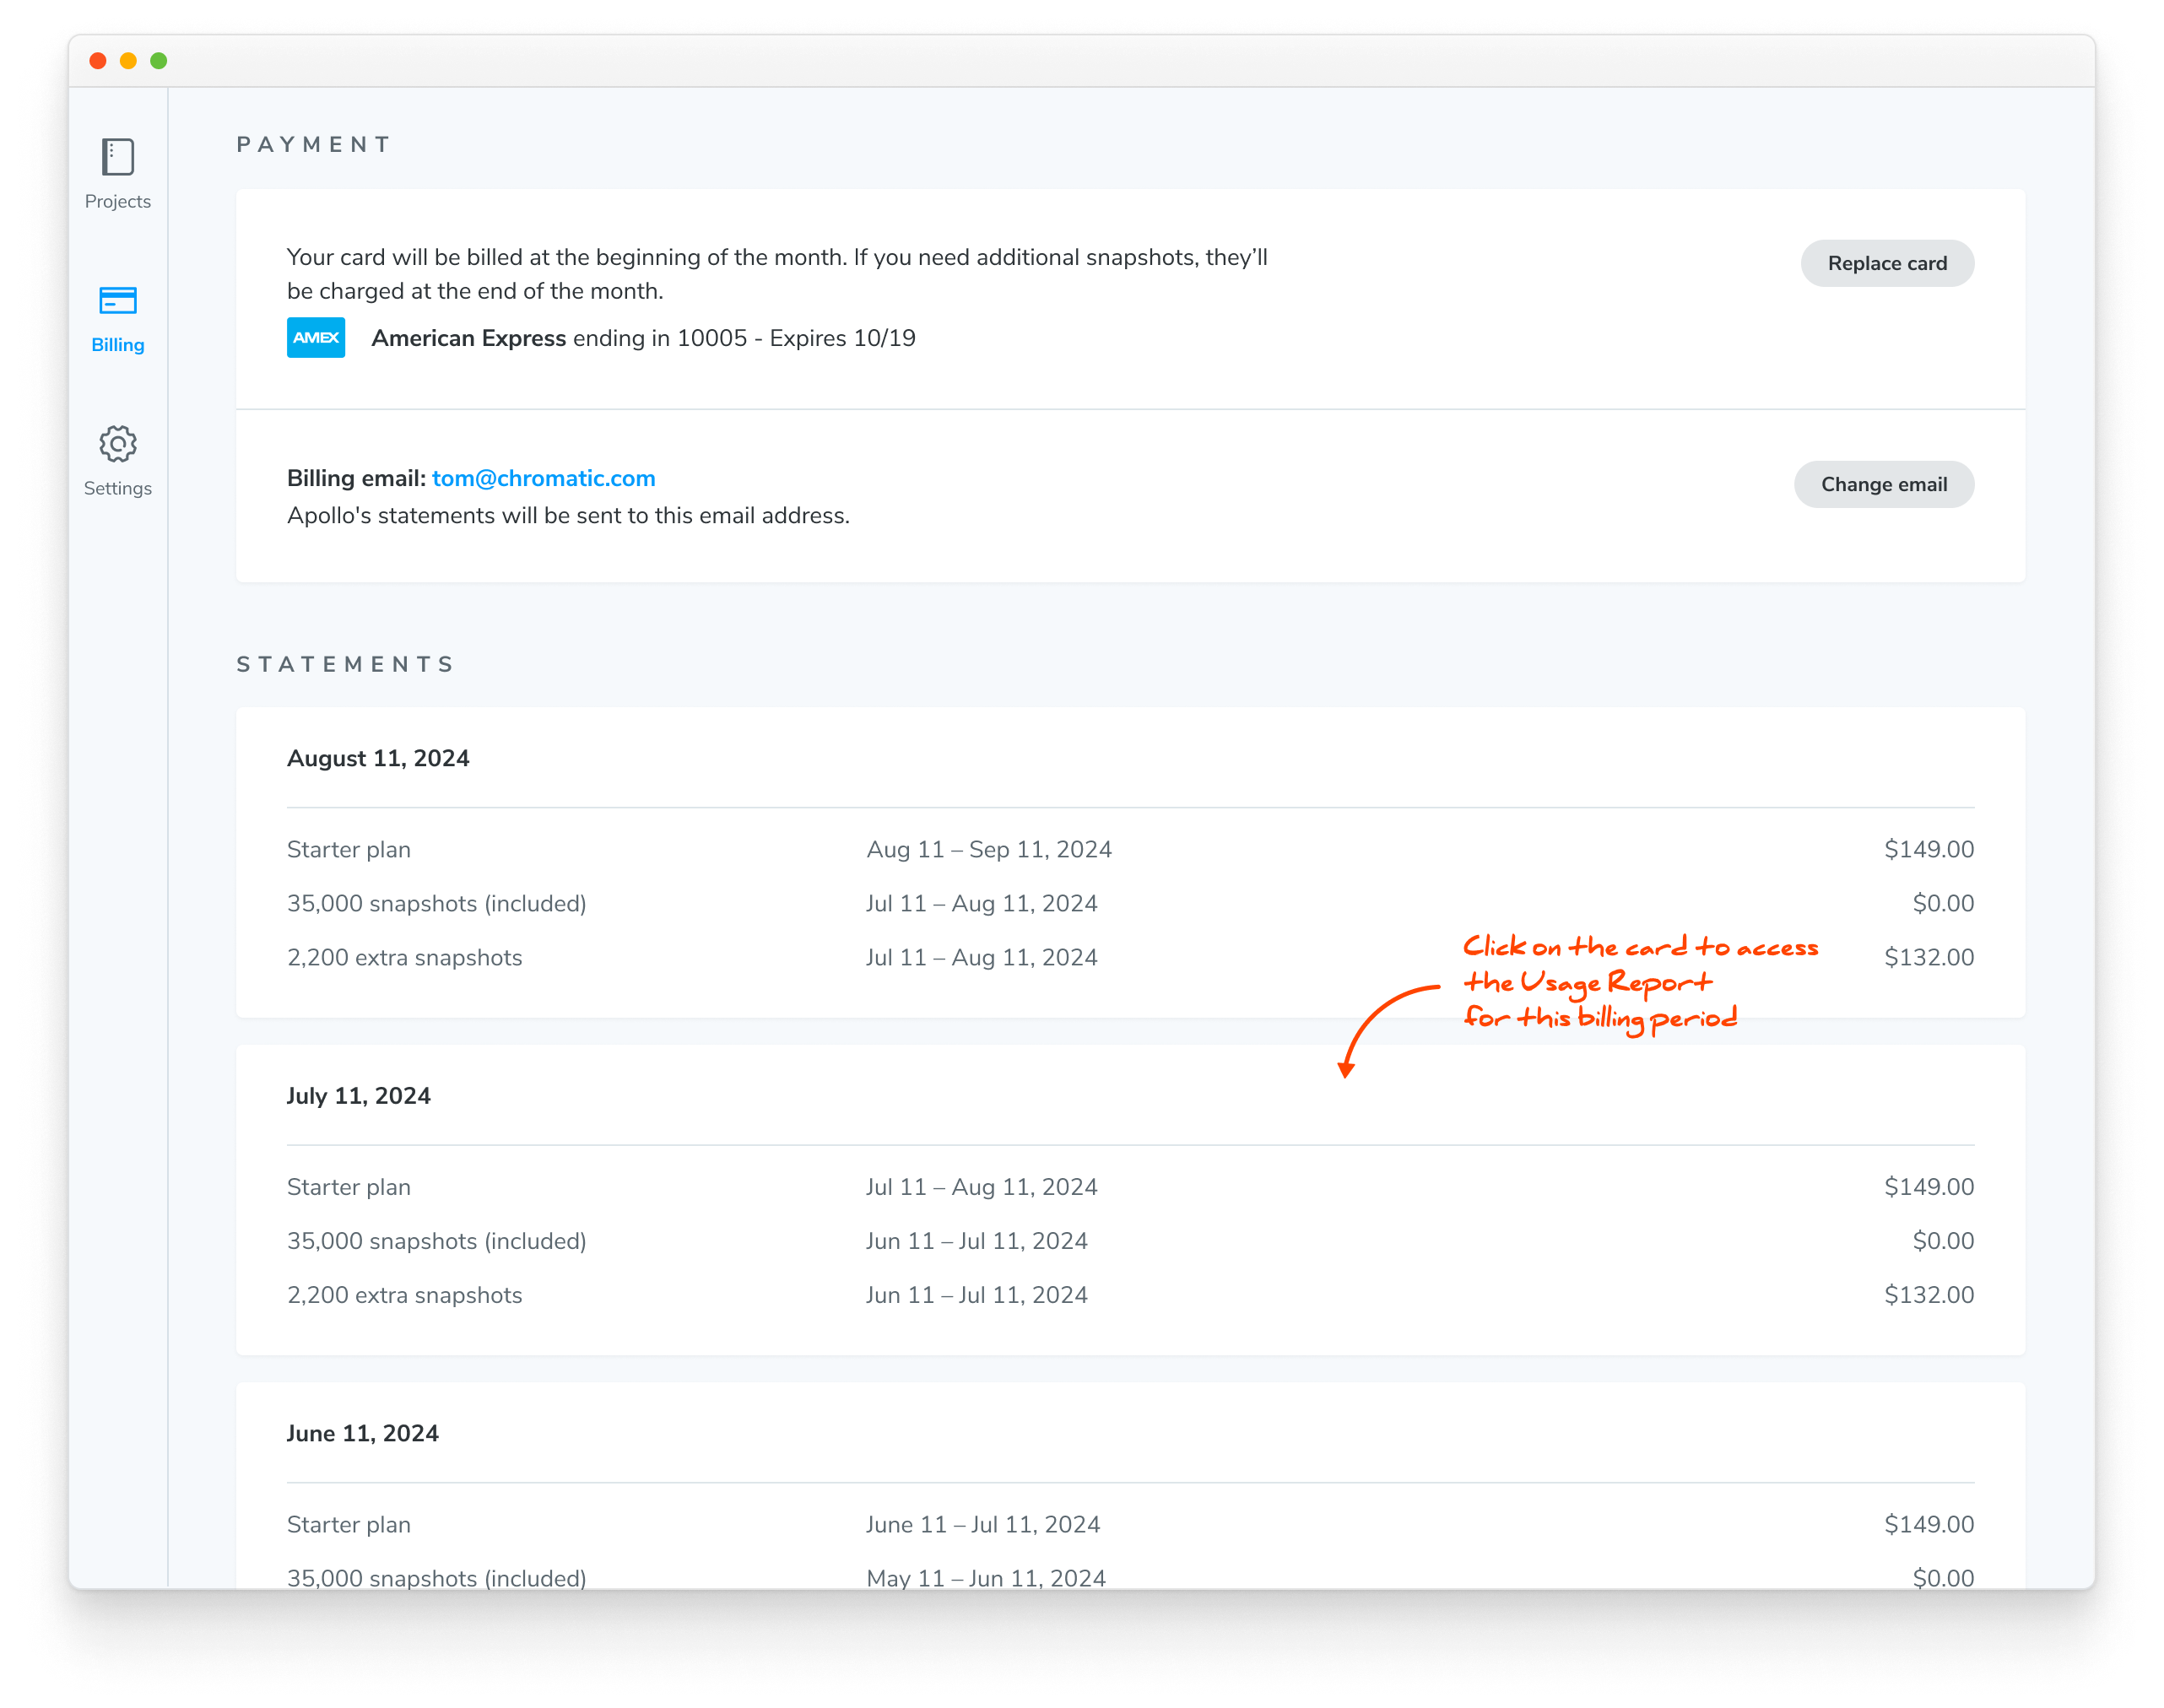 PAYMENT
Projects
Your card will be billed at the beginning of the month. If you need additional snapshots, they’ll
be charged at the end of the month.
Replace card
AMEX American Express ending in 10005 - Expires 10/19
Billing
Billing email: tom@chromatic.com
Change email
Settings
Apollo's statements will be sent to this email address.
STATEMENTS
August 11, 2024
Starter plan Aug 11 – Sep 11, 2024 $149.00
35,000 snapshots (included) Jul 11 – Aug 11, 2024 $0.00
2,200 extra snapshots Jul 11 – Aug 11, 2024 $132.00
Click on the card to access
the Usage Report
for this billing period
July 11, 2024
Starter plan Jul 11 – Aug 11, 2024 $149.00
35,000 snapshots (included) Jun 11 – Jul 11, 2024 $0.00
2,200 extra snapshots Jun 11 – Jul 11, 2024 $132.00
June 11, 2024
Starter plan June 11 – Jul 11, 2024 $149.00
35,000 snapshots (included) May 11 – Jun 11, 2024 $0.00